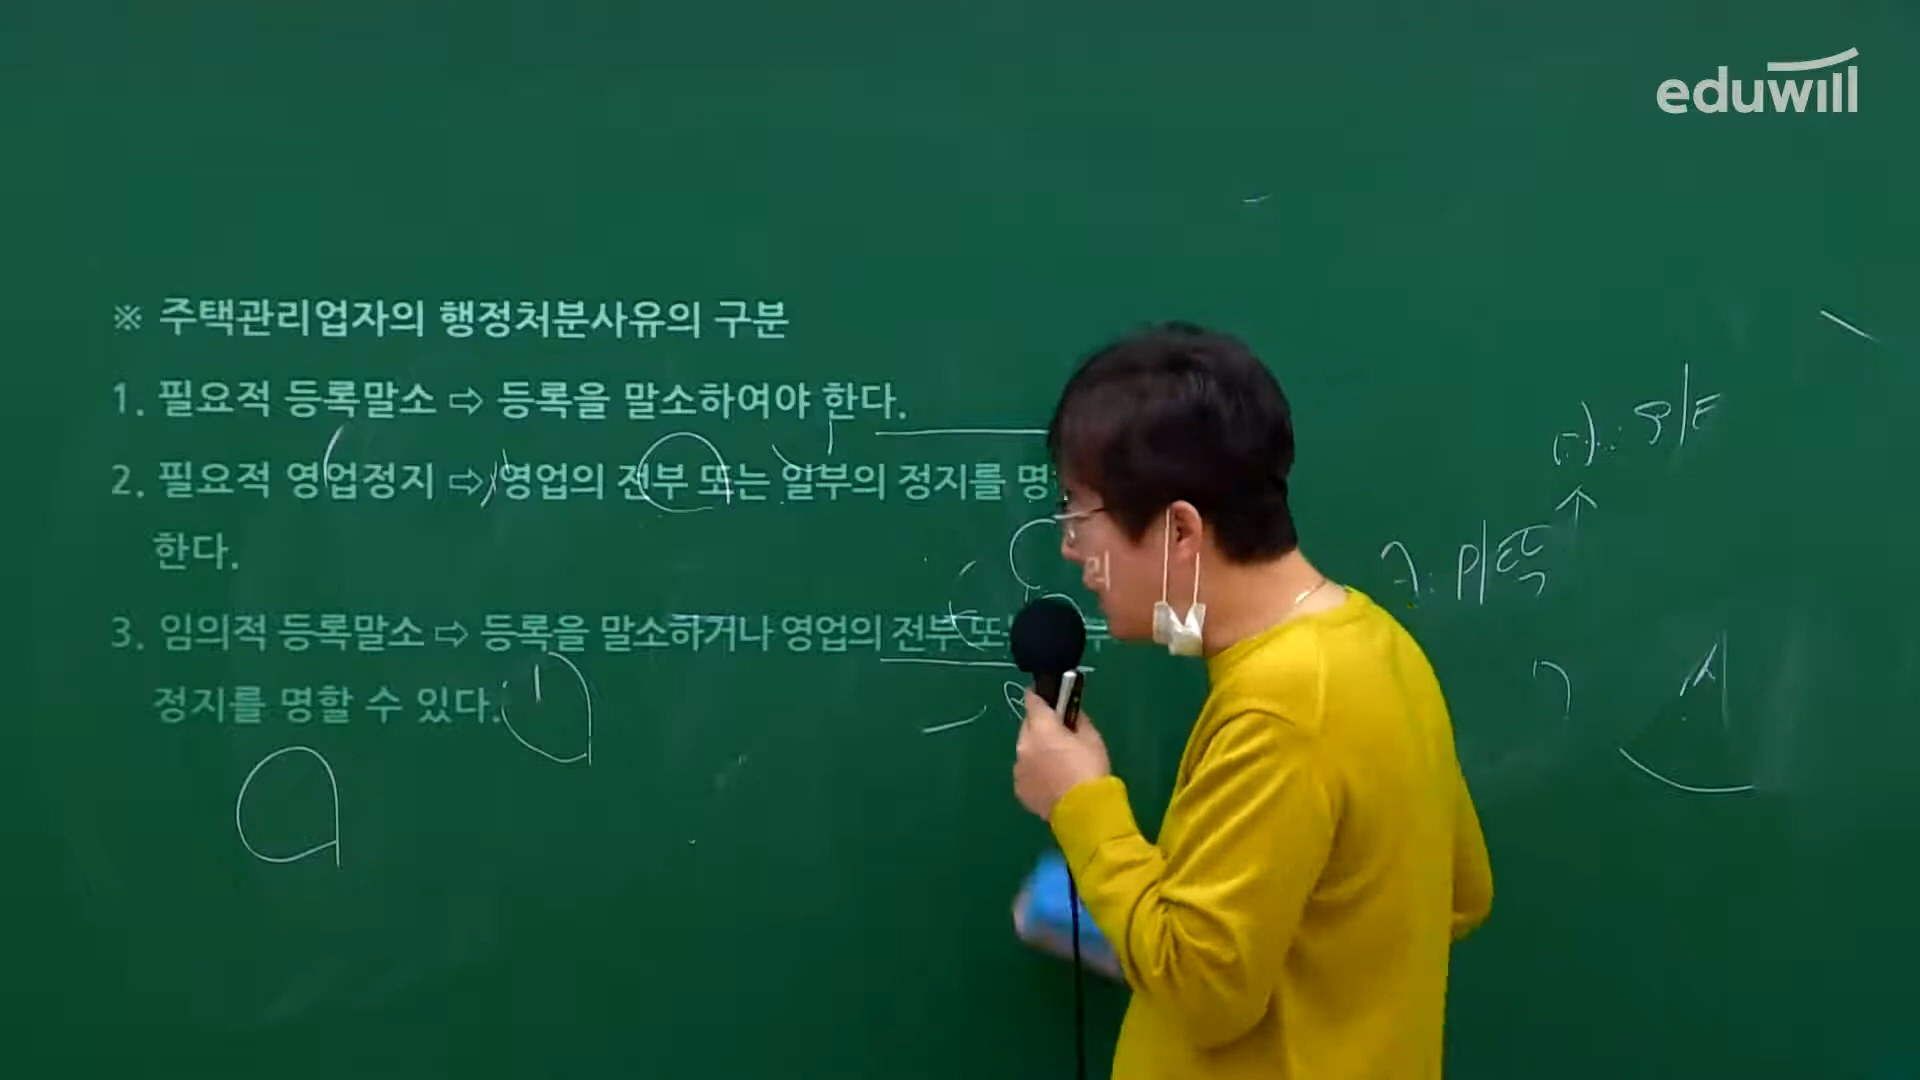 eduwill
※ 주택관리업자의 행정처분사유의 구분
1. 필요적 등록말소 ⇨ 등록을 말소하여야 한다.
2. 필요적 영업정지 ⇨ 영업의 전부 또는 일부의 정지를 명
한다.
3. 임의적 등록말소 ⇨ 등록을 말소하거나 영업의 전부 또
정지를 명할 수 있다.